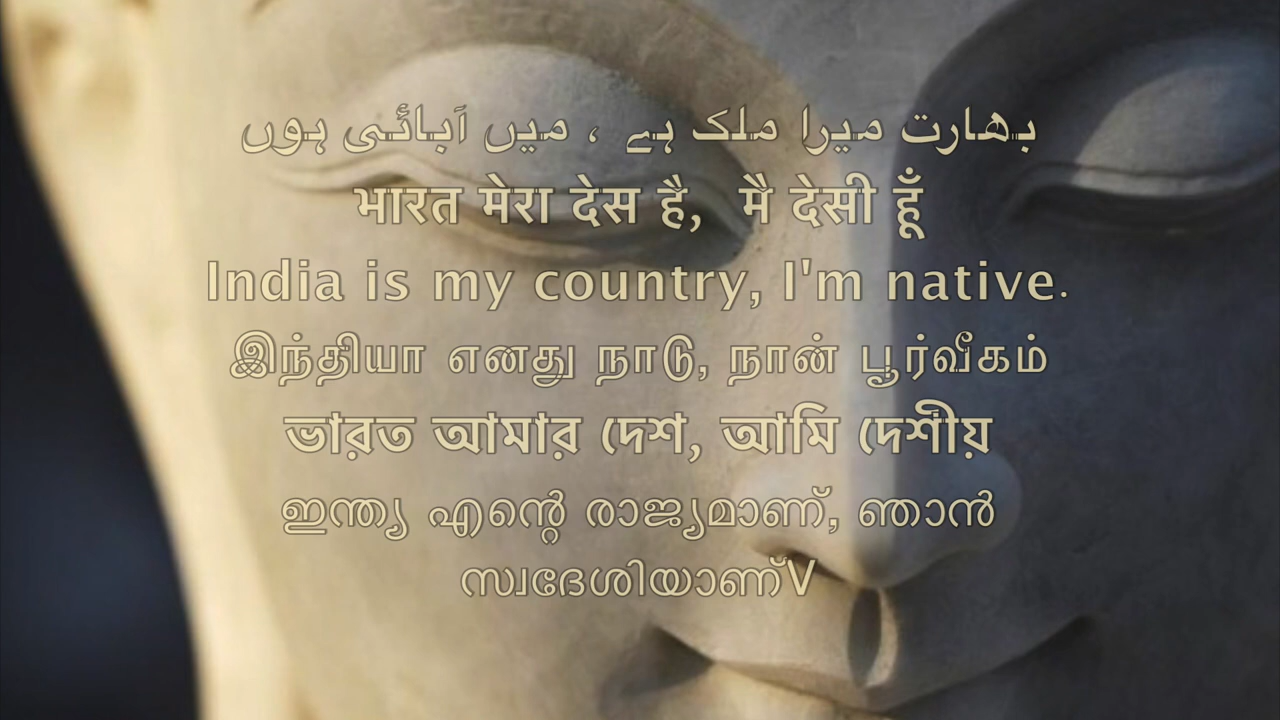 بھارت میرا ملک ہے ، میں آبائی ہوں
भारत मेरा देस है, मै देसी हूँ
India is my country, I'm native.
இந்தியா எனது நாடு, நான் பூர்வீகம்
ভারত আমার দেশ, আমি দেশীয়
ഇന്ത്യ എന്റെ രാജ്യമാണ്, ഞാൻ
സ്വദേശിയാണ്V